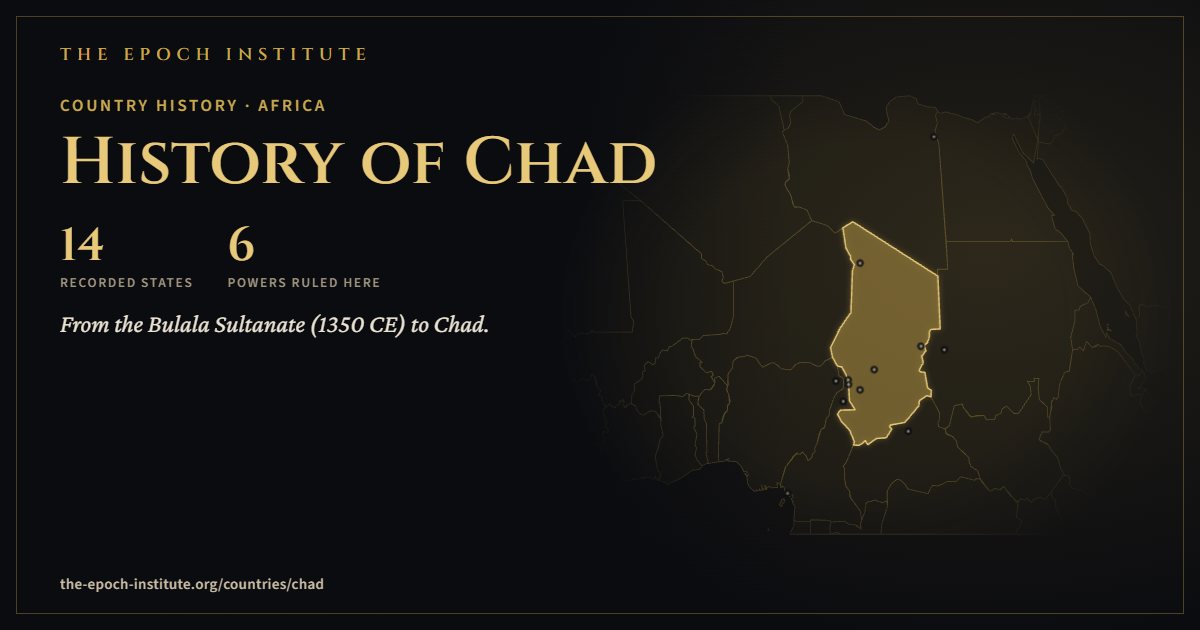 THE EPOCH INSTITUTE
COUNTRY HISTORY · AFRICA
History of Chad
14 6
RECORDED STATES POWERS RULED HERE
From the Bulala Sultanate (1350 CE) to Chad.
the-epoch-institute.org/countries/chad